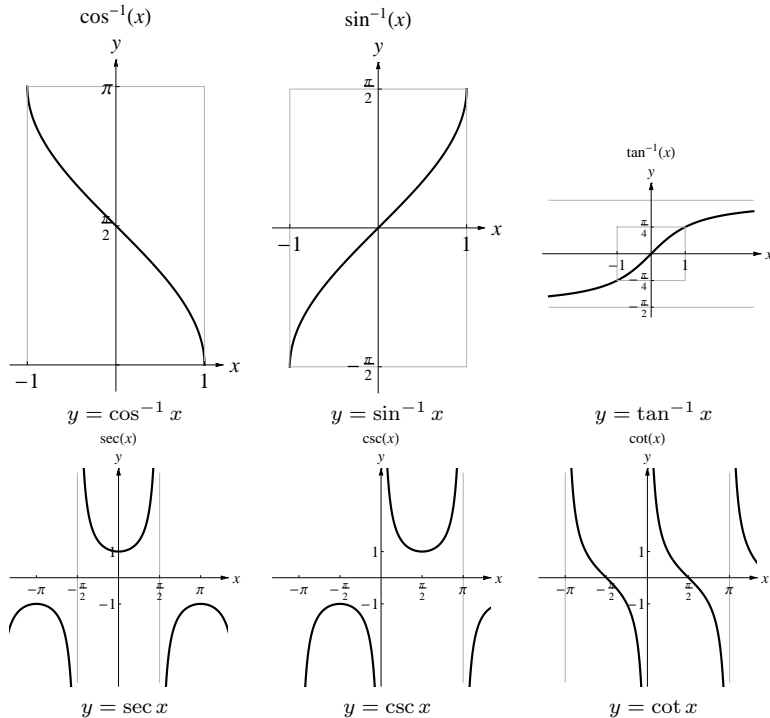 cos⁻¹(x)
y
π
π/2
−1
1
x
y = cos⁻¹ x
sin⁻¹(x)
y
π/2
−1
1
x
−π/2
y = sin⁻¹ x
tan⁻¹(x)
y
π/4
−1
1
x
−π/4
−π/2
y = tan⁻¹ x
sec(x)
y
1
−π
−π/2
π/2
π
x
−1
y = sec x
csc(x)
y
1
−π
−π/2
π/2
π
x
−1
y = csc x
cot(x)
y
1
−π
−π/2
π/2
π
x
−1
y = cot x